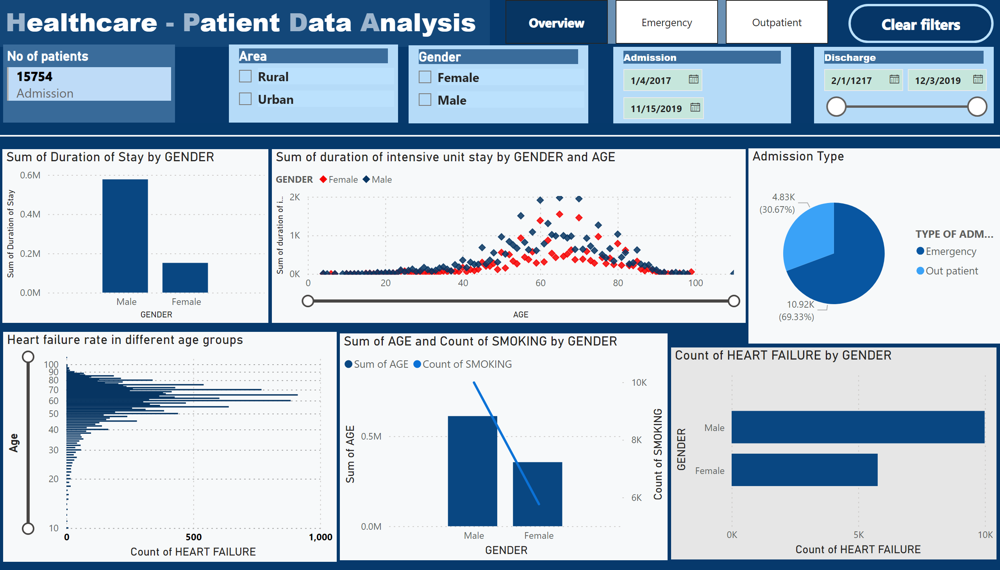 Healthcare - Patient Data Analysis
Overview
Emergency
Outpatient
Clear filters
No of patients
15754
Admission
Area
Rural
Urban
Gender
Female
Male
Admission
1/4/2017
11/15/2019
Discharge
2/1/1217
12/3/2019
Sum of Duration of Stay by GENDER
Sum of Duration of Stay
0.6M
0.4M
0.2M
0.0M
Male
Female
GENDER
Sum of duration of intensive unit stay by GENDER and AGE
GENDER Female Male
Sum of duration of i...
2K
1K
0K
0 20 40 60 80 100
AGE
Admission Type
4.83K
(30.67%)
10.92K
(69.33%)
TYPE OF ADM...
Emergency
Out patient
Heart failure rate in different age groups
Age
100
90
80
70
60
50
40
30
20
10
0 500 1,000
Count of HEART FAILURE
Sum of AGE and Count of SMOKING by GENDER
Sum of AGE Count of SMOKING
Sum of AGE
0.5M
0.0M
10K
8K
6K
Count of SMOKING
Male Female
GENDER
Count of HEART FAILURE by GENDER
GENDER
Male
Female
0K 5K 10K
Count of HEART FAILURE